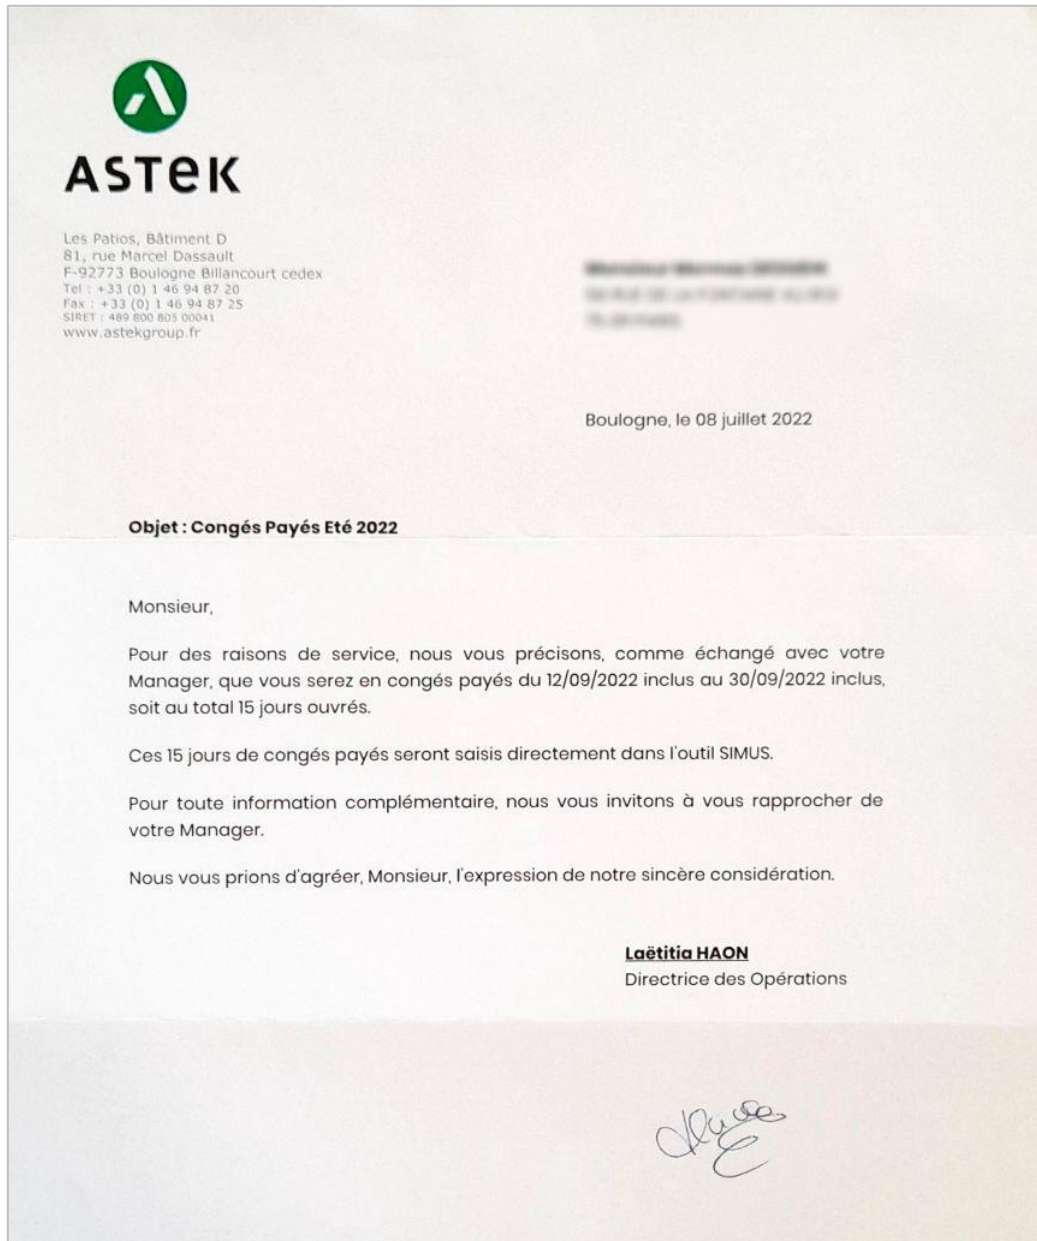 ASTEK
Les Patios, Bâtiment D
81, rue Marcel Dassault
F-92773 Boulogne Billancourt cedex
Tel : +33 (0) 1 46 94 87 20
Fax : +33 (0) 1 46 94 87 25
SIRET : 489 800 805 00041
www.astekgroup.fr
Boulogne, le 08 juillet 2022
Objet : Congés Payés Eté 2022
Monsieur,
Pour des raisons de service, nous vous précisons, comme échangé avec votre
Manager, que vous serez en congés payés du 12/09/2022 inclus au 30/09/2022 inclus,
soit au total 15 jours ouvrés.
Ces 15 jours de congés payés seront saisis directement dans l'outil SIMUS.
Pour toute information complémentaire, nous vous invitons à vous rapprocher de
votre Manager.
Nous vous prions d'agréer, Monsieur, l'expression de notre sincère considération.
Laëtitia HAON
Directrice des Opérations